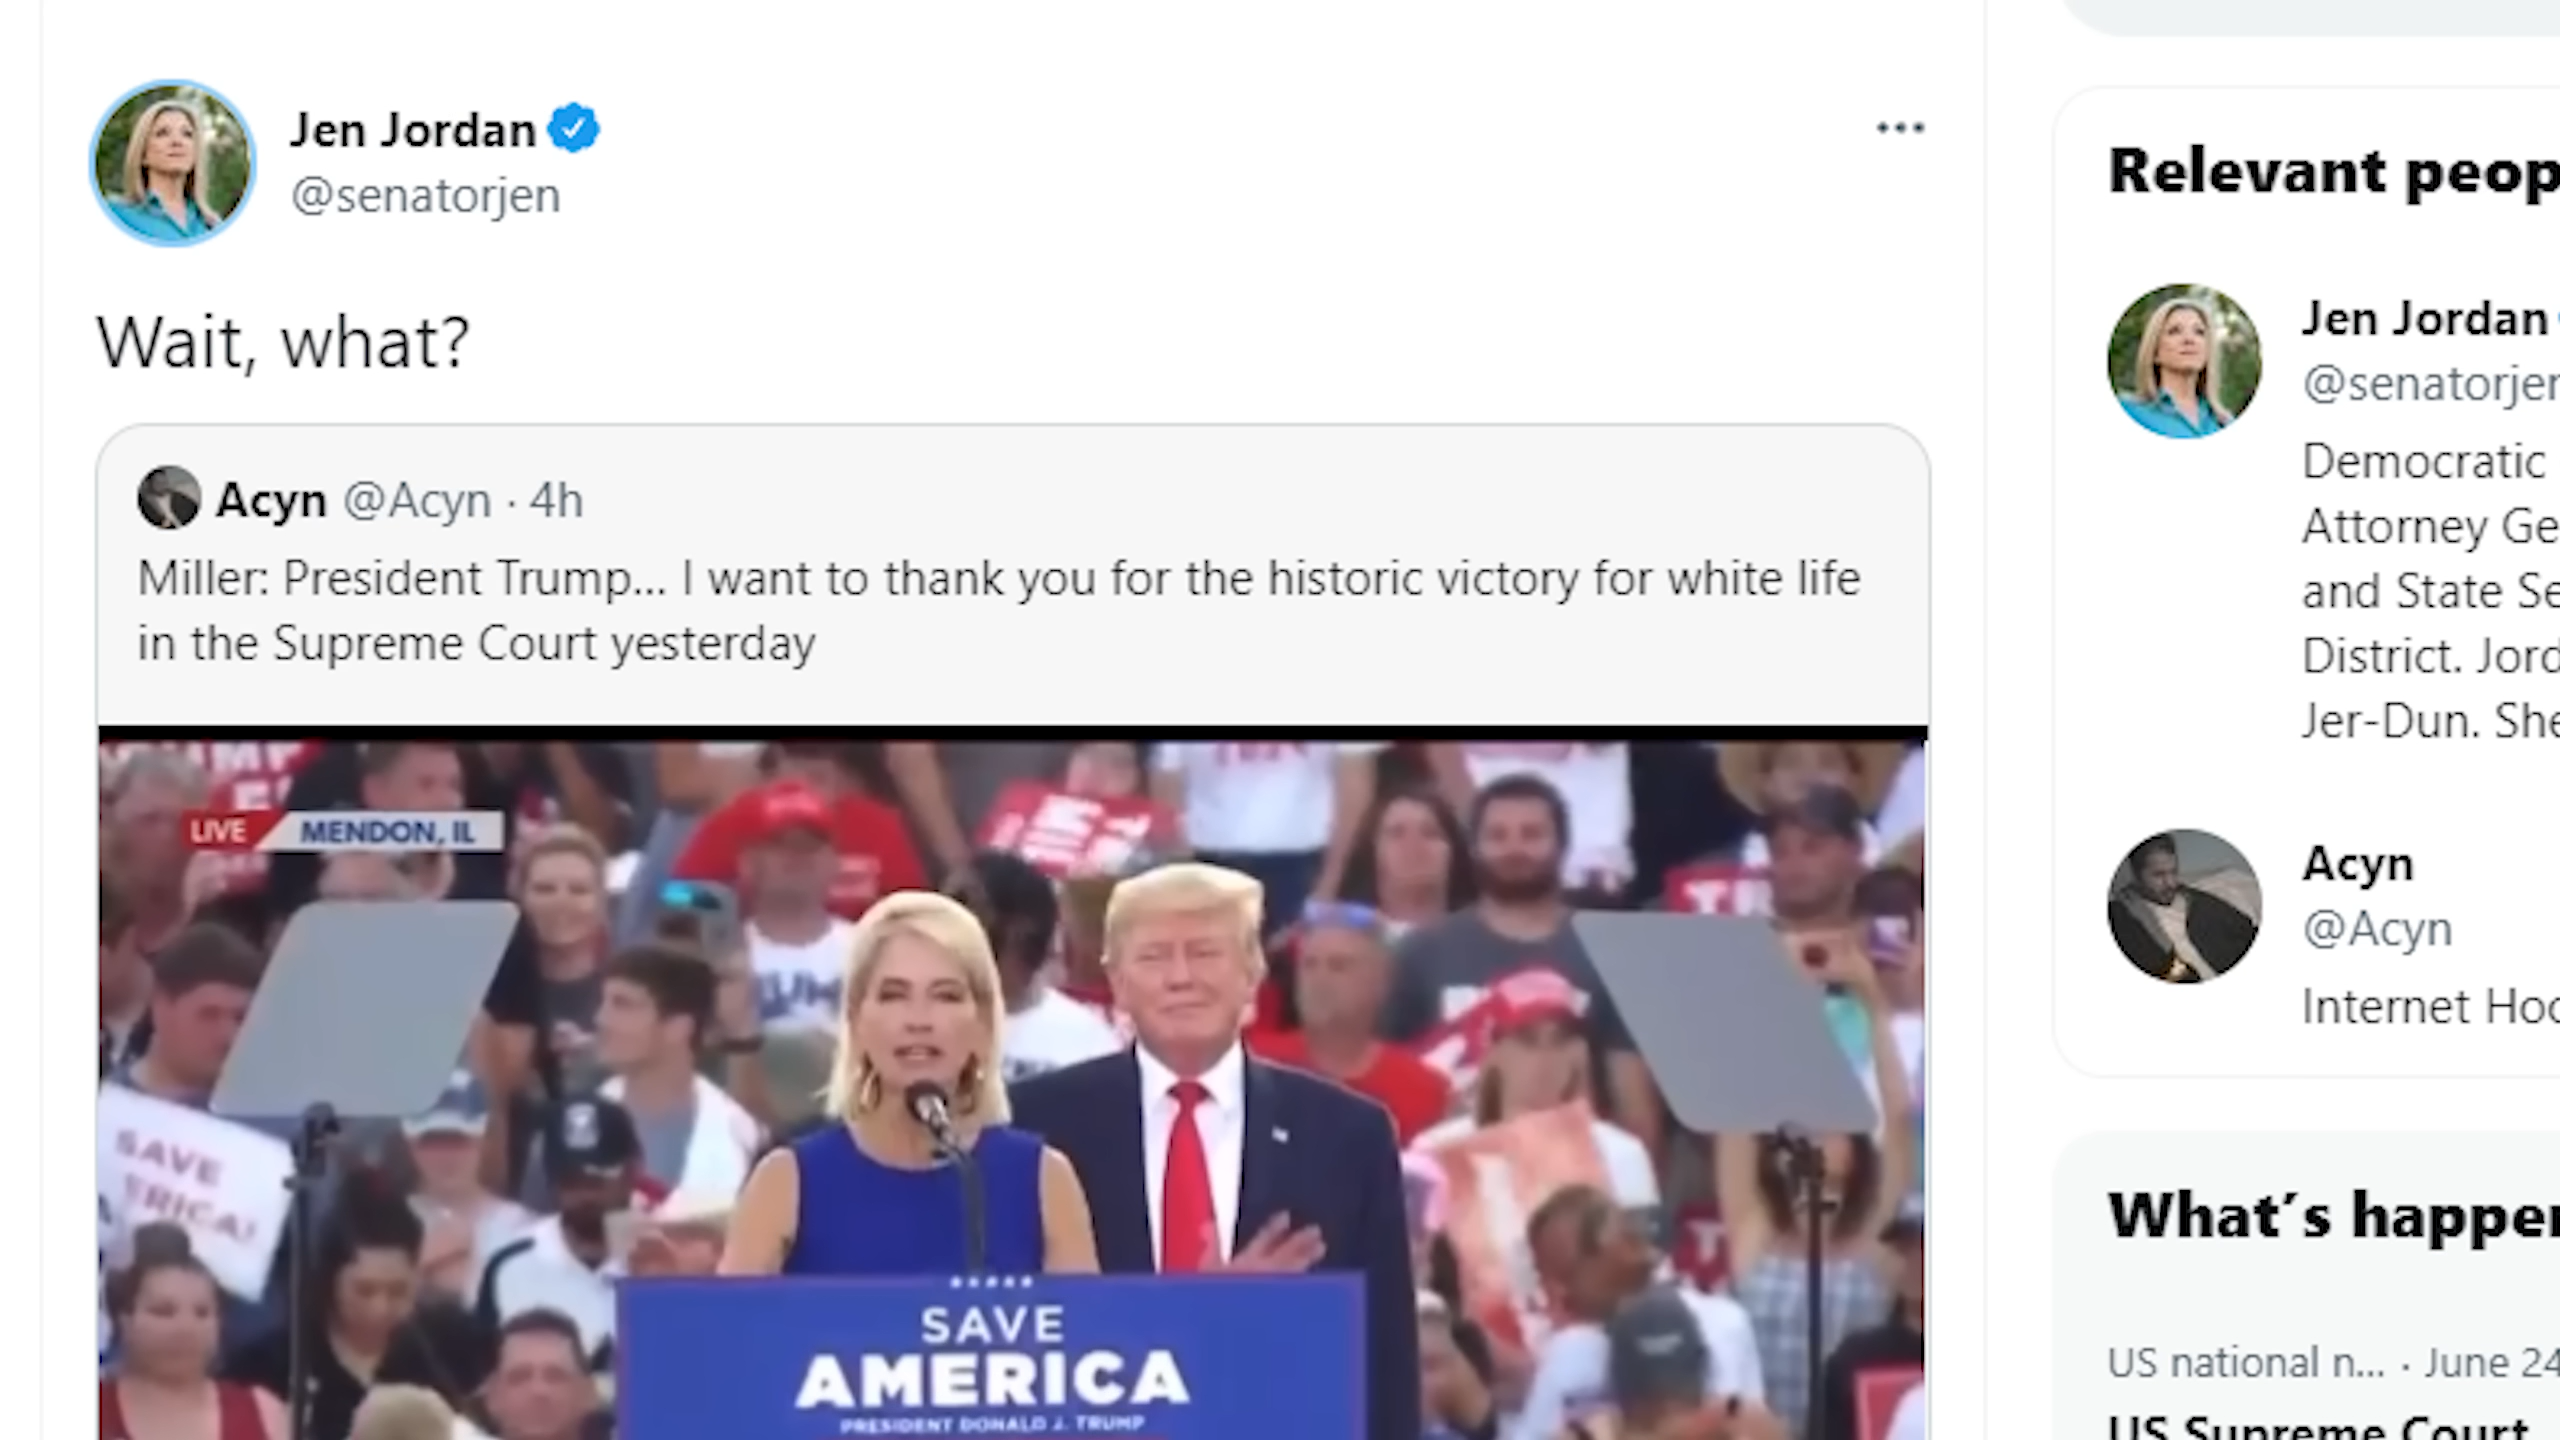 Jen Jordan
@senatorjen
Wait, what?
Acyn @Acyn · 4h
Miller: President Trump... I want to thank you for the historic victory for white life
in the Supreme Court yesterday
LIVE MENDON, IL
SAVE
SAVE
AMERICA
PRESIDENT DONALD J. TRUMP
Relevant peop
Jen Jordan
@senatorjen
Democratic
Attorney Ge
and State Se
District. Jord
Jer-Dun. She
Acyn
@Acyn
Internet Hoo
What's happen
US national n... · June 24
US Supreme Court